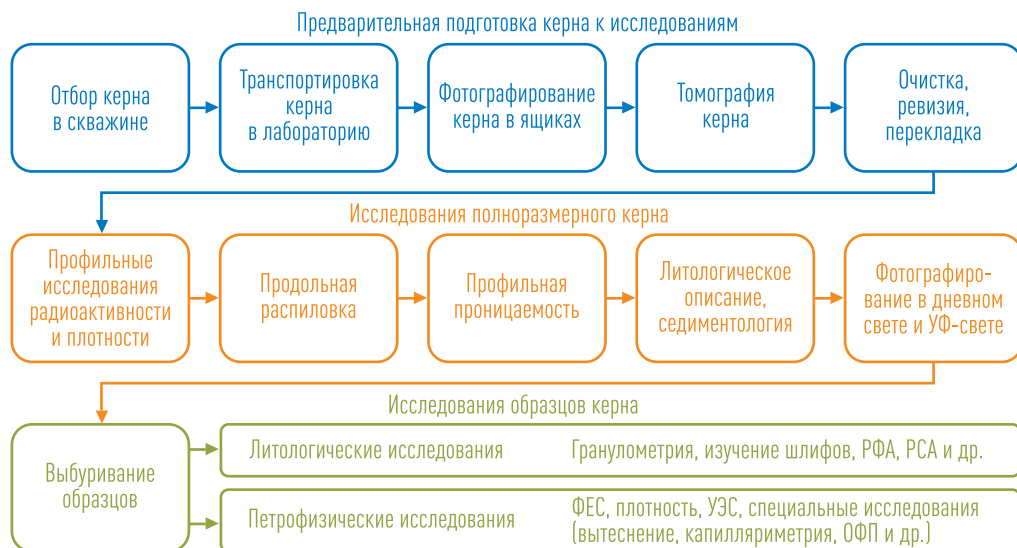 Предварительная подготовка керна к исследованиям
Отбор керна
в скважине
Транспортировка
керна
в лабораторию
Фотографирование
керна в ящиках
Томография
керна
Очистка,
ревизия,
перекладка
Исследования полноразмерного керна
Профильные
исследования
радиоактивности
и плотности
Продольная
распиловка
Профильная
проницаемость
Литологическое
описание,
седиментология
Фотографиро-
вание в дневном
свете и УФ-свете
Исследования образцов керна
Выбуривание
образцов
Литологические исследования
Гранулометрия, изучение шлифов, РФА, РСА и др.
Петрофизические исследования
ФЕС, плотность, УЭС, специальные исследования
(вытеснение, капилляриметрия, ОФП и др.)